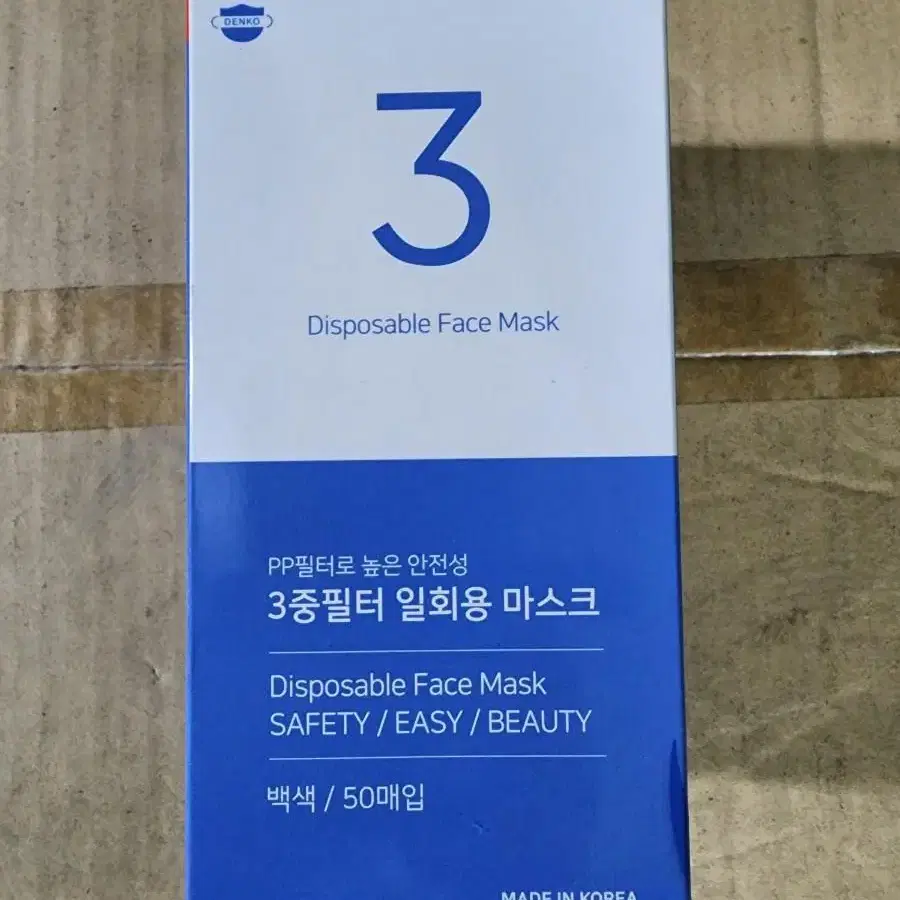 DENKO
3
Disposable Face Mask
PP필터로 높은 안전성
3중필터 일회용 마스크
Disposable Face Mask
SAFETY / EASY / BEAUTY
백색 / 50매입
MADE IN KOREA